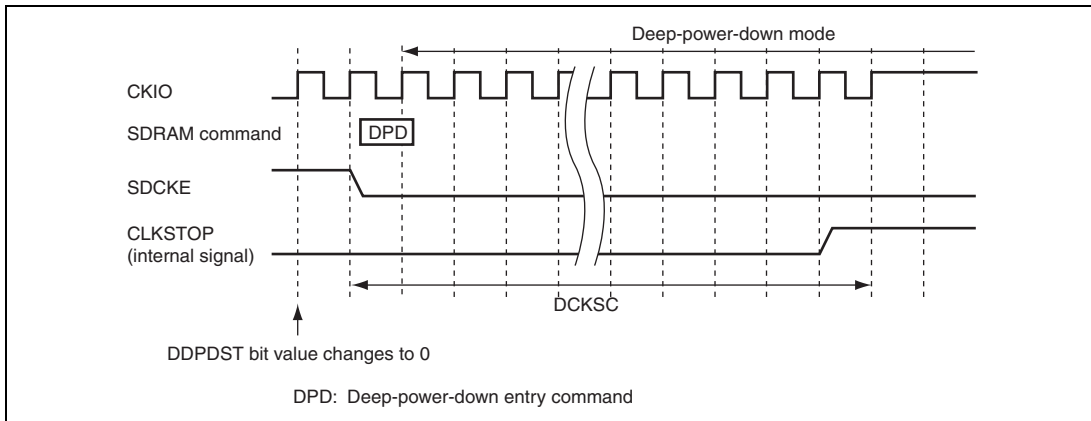 Deep-power-down mode
CKIO
SDRAM command
DPD
SDCKE
CLKSTOP
(internal signal)
DCKSC
DDPDST bit value changes to 0
DPD: Deep-power-down entry command